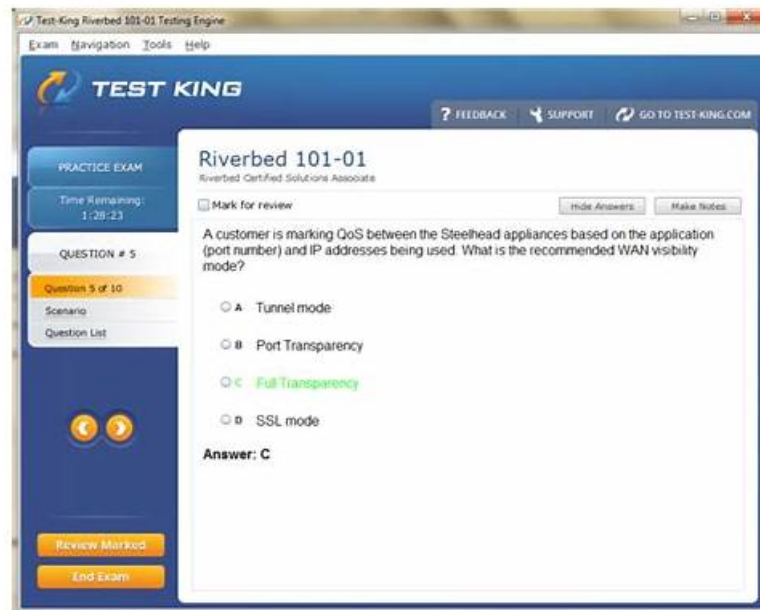 Test-King Riverbed 101-01 Testing Engine
Exam Navigation Tools Help
TEST KING
? FEEDBACK SUPPORT GO TO TEST-KING.COM
PRACTICE EXAM
Time Remaining:
1:28:23
QUESTION # 5
Question 5 of 10
Scenario
Question List
Review Marked
End Exam
Riverbed 101-01
Riverbed Certified Solutions Associate
Mark for review
Hide Answers
Make Notes
A customer is marking QoS between the Steelhead appliances based on the application
(port number) and IP addresses being used. What is the recommended WAN visibility
mode?
A Tunnel mode
B Port Transparency
C Full Transparency
D SSL mode
Answer: C